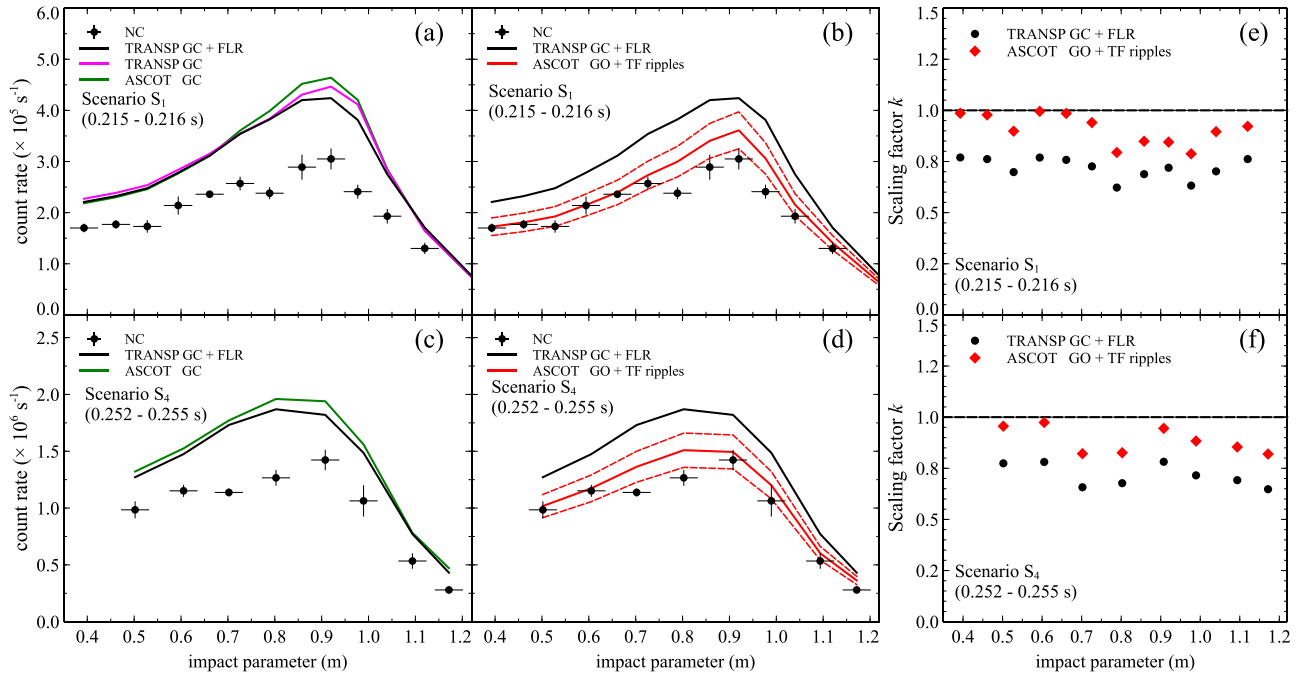 6.0
5.0
4.0
3.0
2.0
1.0
0.0
count rate (× 10⁵ s⁻¹)
NC
TRANSP GC + FLR
TRANSP GC
ASCOT GC
Scenario S₁
(0.215 - 0.216 s)
(a)
NC
TRANSP GC + FLR
ASCOT GO + TF ripples
Scenario S₁
(0.215 - 0.216 s)
(b)
1.5
1.2
1.0
0.8
0.5
0.2
0.0
Scaling factor k
TRANSP GC + FLR
ASCOT GO + TF ripples
(e)
Scenario S₁
(0.215 - 0.216 s)
2.5
2.0
1.5
1.0
0.5
0.0
count rate (× 10⁶ s⁻¹)
NC
TRANSP GC + FLR
ASCOT GC
Scenario S₄
(0.252 - 0.255 s)
(c)
0.4 0.5 0.6 0.7 0.8 0.9 1.0 1.1 1.2
impact parameter (m)
NC
TRANSP GC + FLR
ASCOT GO + TF ripples
Scenario S₄
(0.252 - 0.255 s)
(d)
0.4 0.5 0.6 0.7 0.8 0.9 1.0 1.1 1.2
impact parameter (m)
1.5
1.2
1.0
0.8
0.5
0.2
0.0
Scaling factor k
TRANSP GC + FLR
ASCOT GO + TF ripples
(f)
Scenario S₄
(0.252 - 0.255 s)
0.4 0.5 0.6 0.7 0.8 0.9 1.0 1.1 1.2
impact parameter (m)